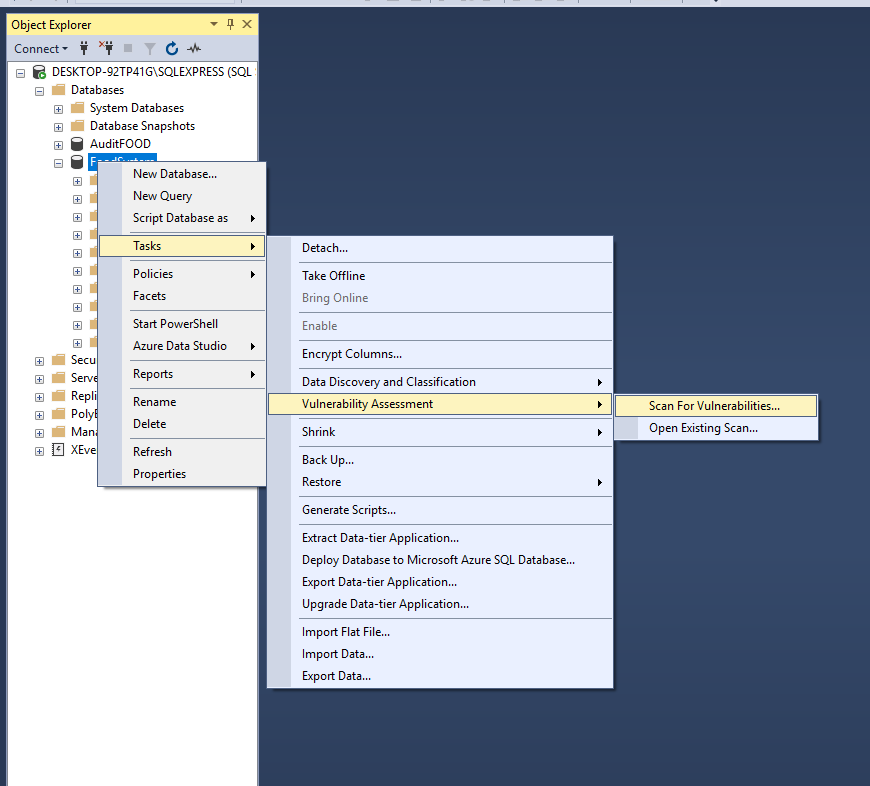 Object Explorer
Connect
DESKTOP-92TP41G\SQLEXPRESS (SQL
Databases
System Databases
Database Snapshots
AuditFOOD
FoodSystem
Secu
Serve
Repli
PolyB
Mana
XEve
New Database...
New Query
Script Database as
Tasks
Policies
Facets
Start PowerShell
Azure Data Studio
Reports
Rename
Delete
Refresh
Properties
Detach...
Take Offline
Bring Online
Enable
Encrypt Columns...
Data Discovery and Classification
Vulnerability Assessment
Shrink
Back Up...
Restore
Generate Scripts...
Extract Data-tier Application...
Deploy Database to Microsoft Azure SQL Database...
Export Data-tier Application...
Upgrade Data-tier Application...
Import Flat File...
Import Data...
Export Data...
Scan For Vulnerabilities...
Open Existing Scan...